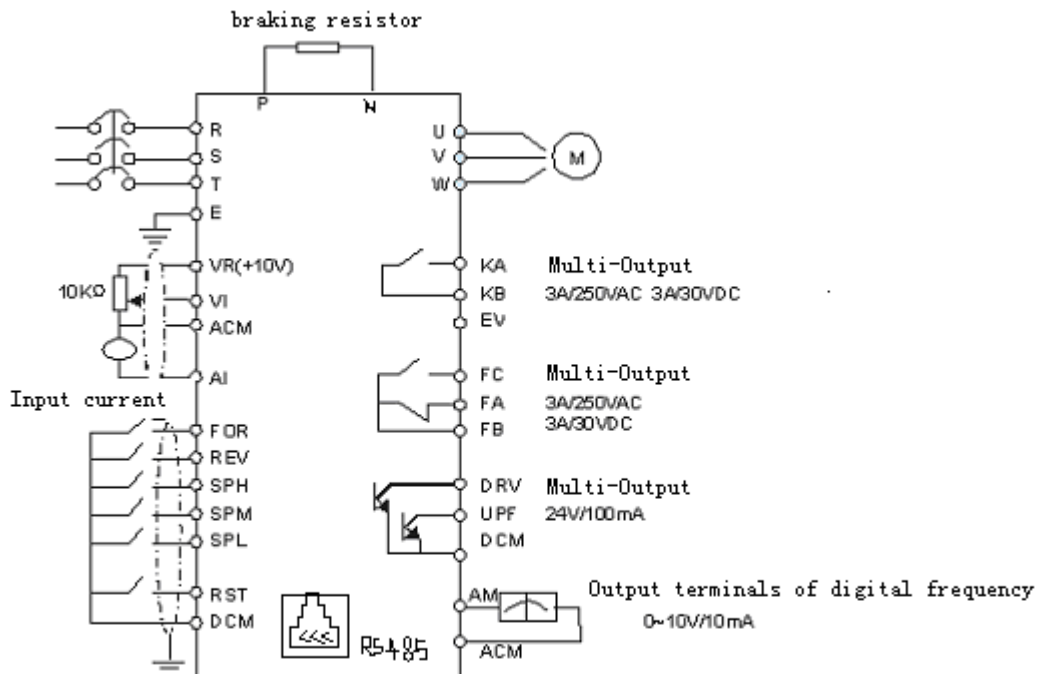 braking resistor
P N
R
S
T
E
VR(+10V)
10KΩ
VI
ACM
AI
Input current
FOR
REV
SPH
SPM
SPL
RST
DCM
RS485
U
V
W
M
KA Multi-Output
KB 3A/250VAC 3A/30VDC
EV
FC Multi-Output
FA 3A/250VAC
3A/30VDC
FB
DRV Multi-Output
UPF 24V/100mA
DCM
AM Output terminals of digital frequency
0~10V/10mA
ACM